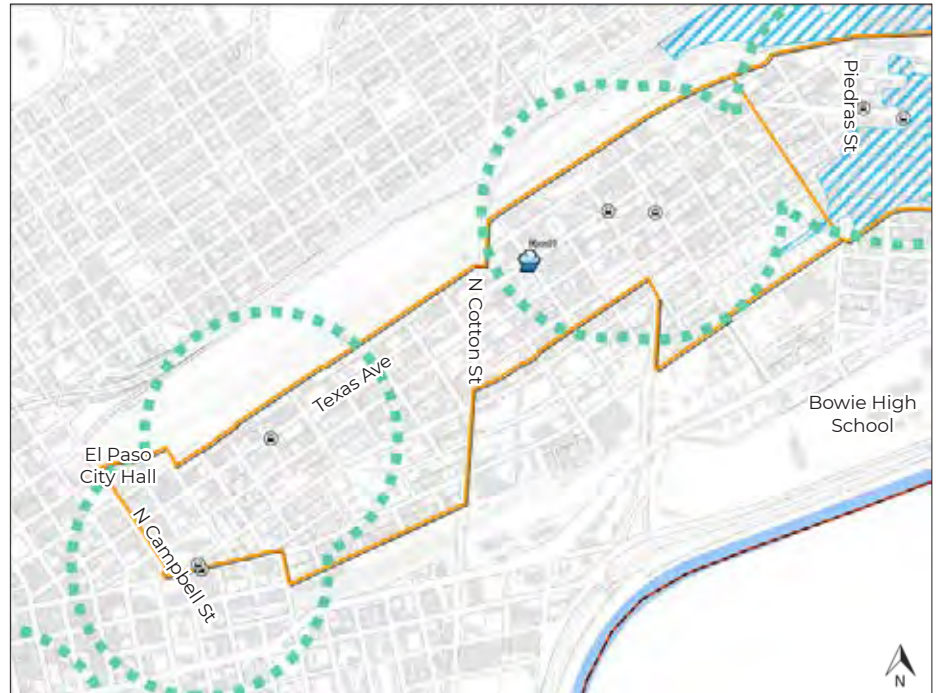 Piedras St
N Cotton St
Texas Ave
Bowie High
School
El Paso
City Hall
N Campbell St
N